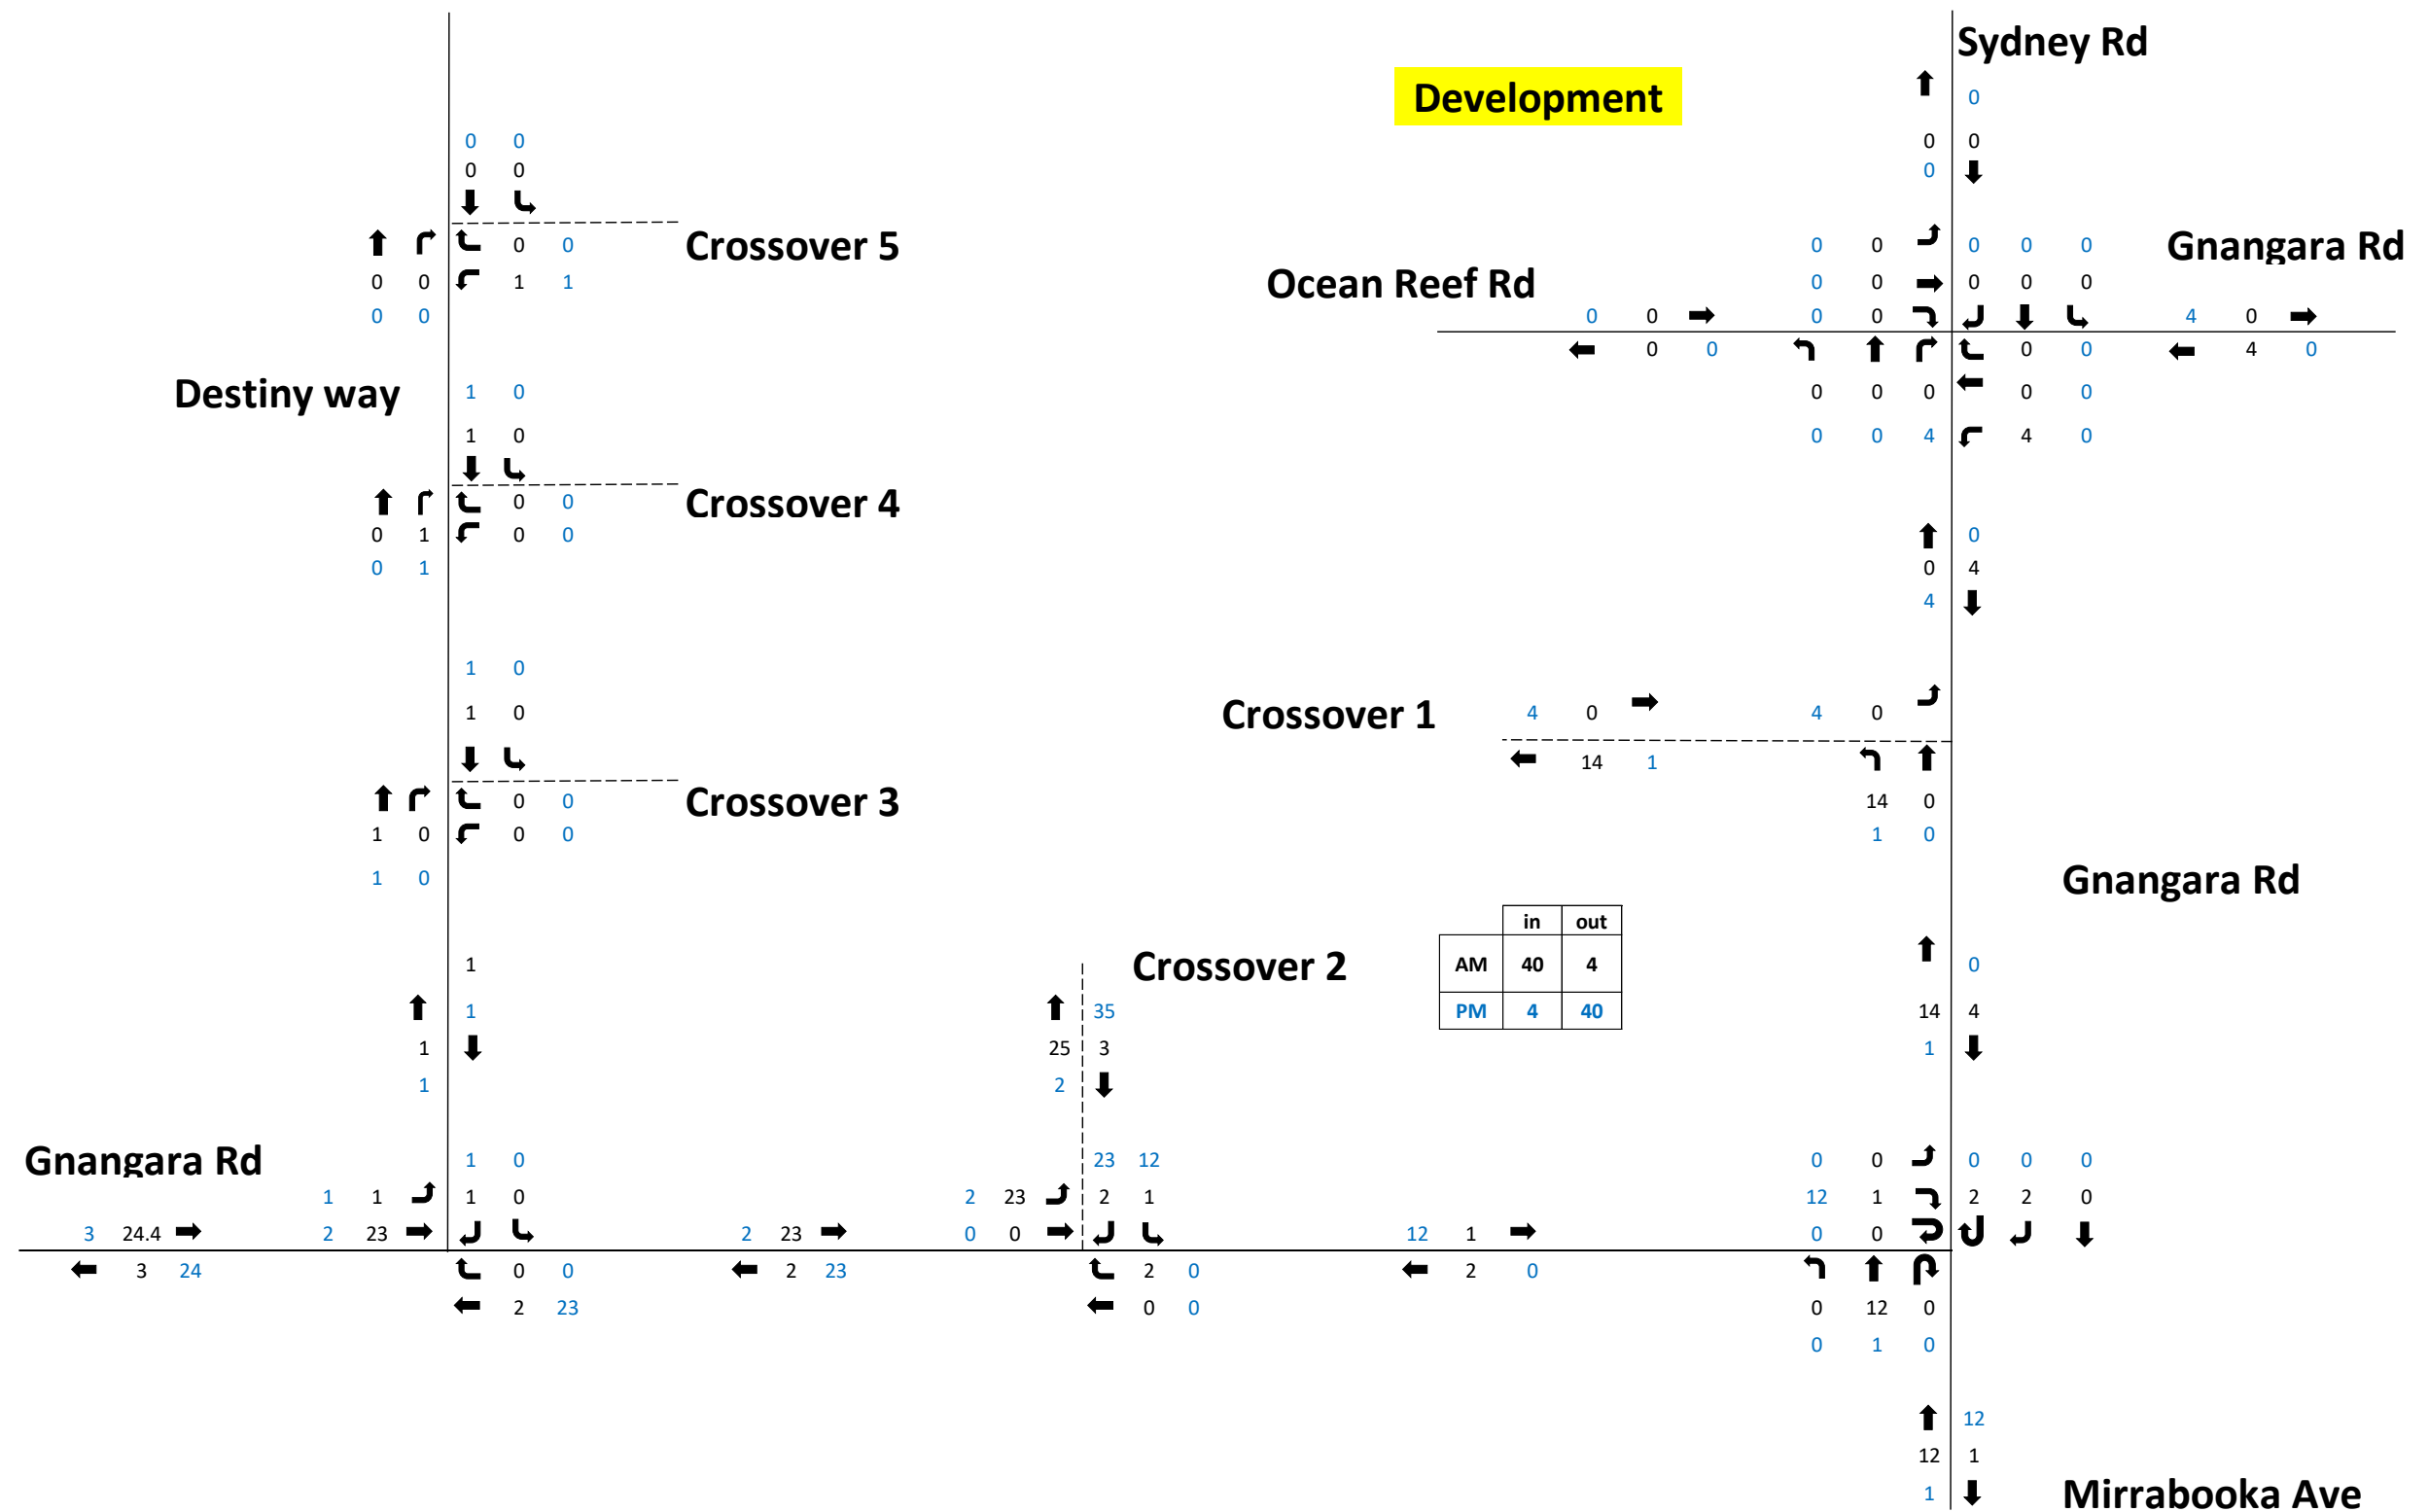 Sydney Rd
Development
0
0 0 0 0
0 0 0
0 0
Crossover 5 0 0 0 0 0 0 0 Gnangara Rd
0 0 1 1 Ocean Reef Rd 0 0 0 0 0
0 0 0 0 0 0 4 0
0 0 0 0 4 0
Destiny way 1 0 0 0 0 0 0
1 0 0 0 4 4 0
Crossover 4 0 0
0 1 0 0 0
0 1 0 4
4
1 0
1 0 Crossover 1 4 0 4 0
14 1
Crossover 3 0 0 14 0
1 0 0 0 1 0
1 0 Gnangara Rd
in out
1 Crossover 2 AM 40 4 0
1 35 PM 4 40 14 4
1 25 3 1
1 2
Gnangara Rd 1 0 23 12 0 0 0 0 0
1 1 1 0 2 23 2 1 12 1 2 2 0
3 24.4 2 23 2 23 0 0 12 1 0 0
3 24 0 0 2 23 2 0 2 0
2 23 0 0 0 12 0
0 1 0
12
12 1
1 Mirrabooka Ave